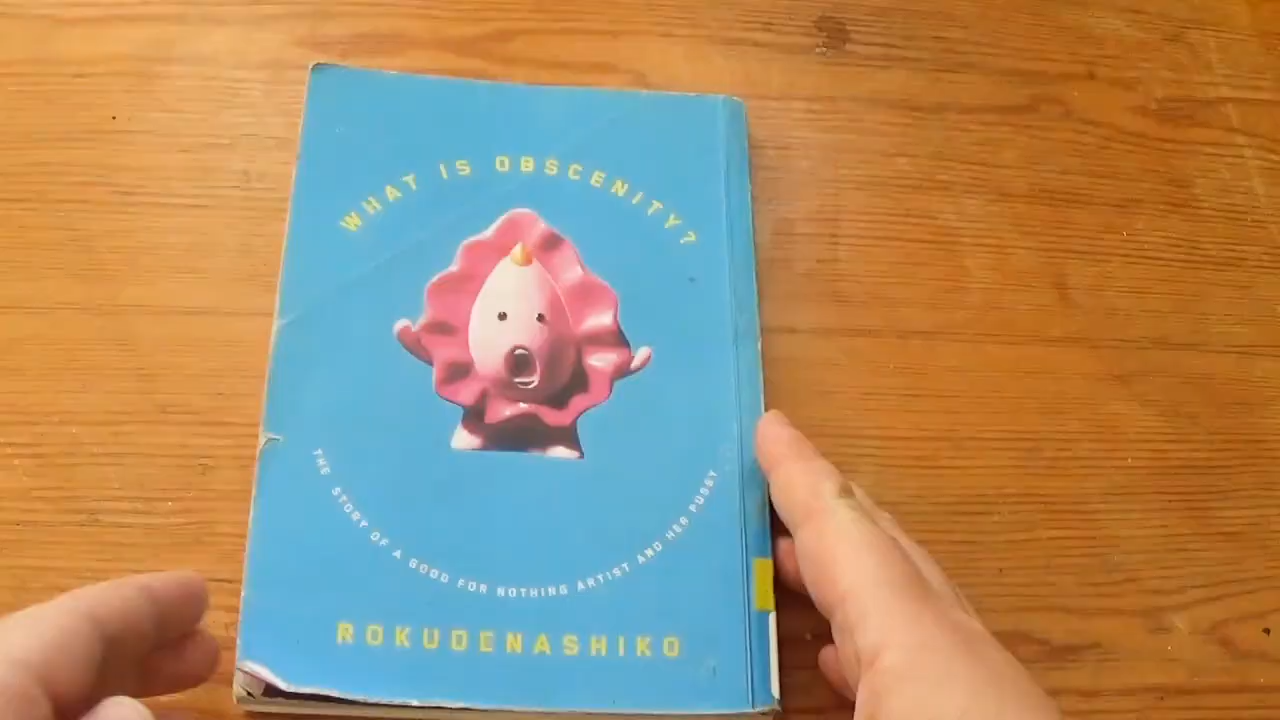 WHAT IS OBSCENITY?
THE STORY OF A GOOD FOR NOTHING ARTIST AND HER PUSSY
ROKUDENASHIKO